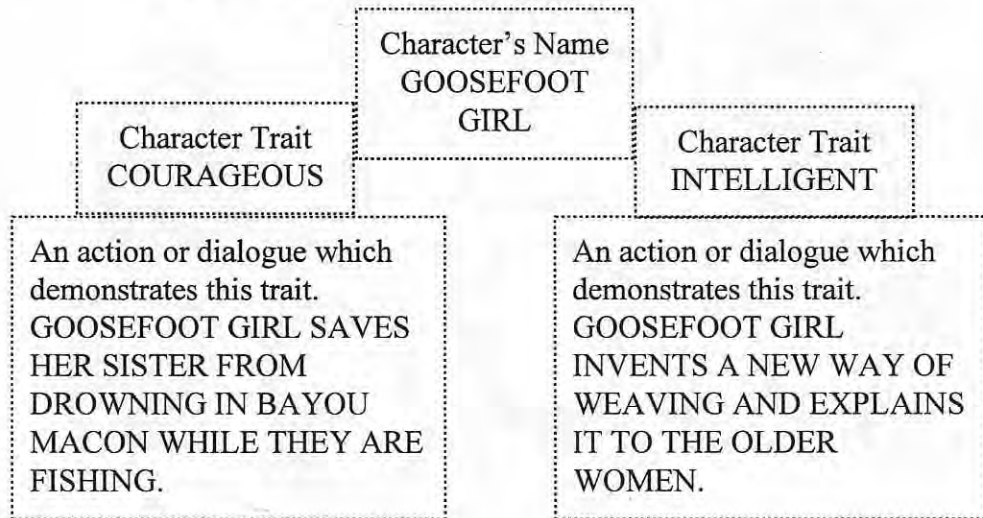 Character's Name
GOOSEFOOT
GIRL
Character Trait
COURAGEOUS
Character Trait
INTELLIGENT
An action or dialogue which
demonstrates this trait.
GOOSEFOOT GIRL SAVES
HER SISTER FROM
DROWNING IN BAYOU
MACON WHILE THEY ARE
FISHING.
An action or dialogue which
demonstrates this trait.
GOOSEFOOT GIRL
INVENTS A NEW WAY OF
WEAVING AND EXPLAINS
IT TO THE OLDER
WOMEN.